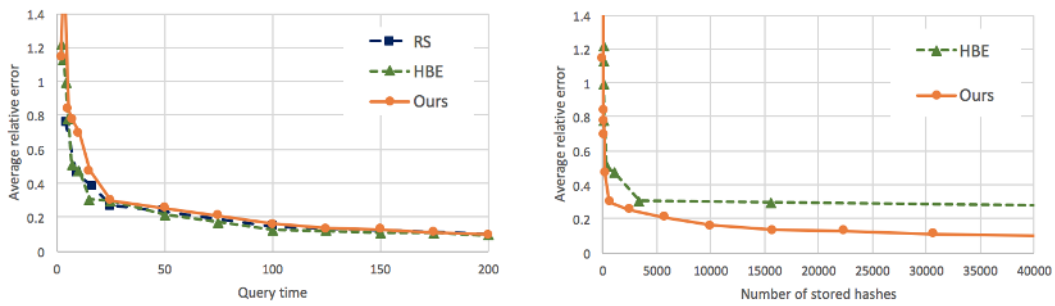 1.4
1.2
1
0.8
0.6
0.4
0.2
0
Average relative error
RS
HBE
Ours
0 50 100 150 200
Query time
1.4
1.2
1
0.8
0.6
0.4
0.2
0
Average relative error
HBE
Ours
0 5000 10000 15000 20000 25000 30000 35000 40000
Number of stored hashes